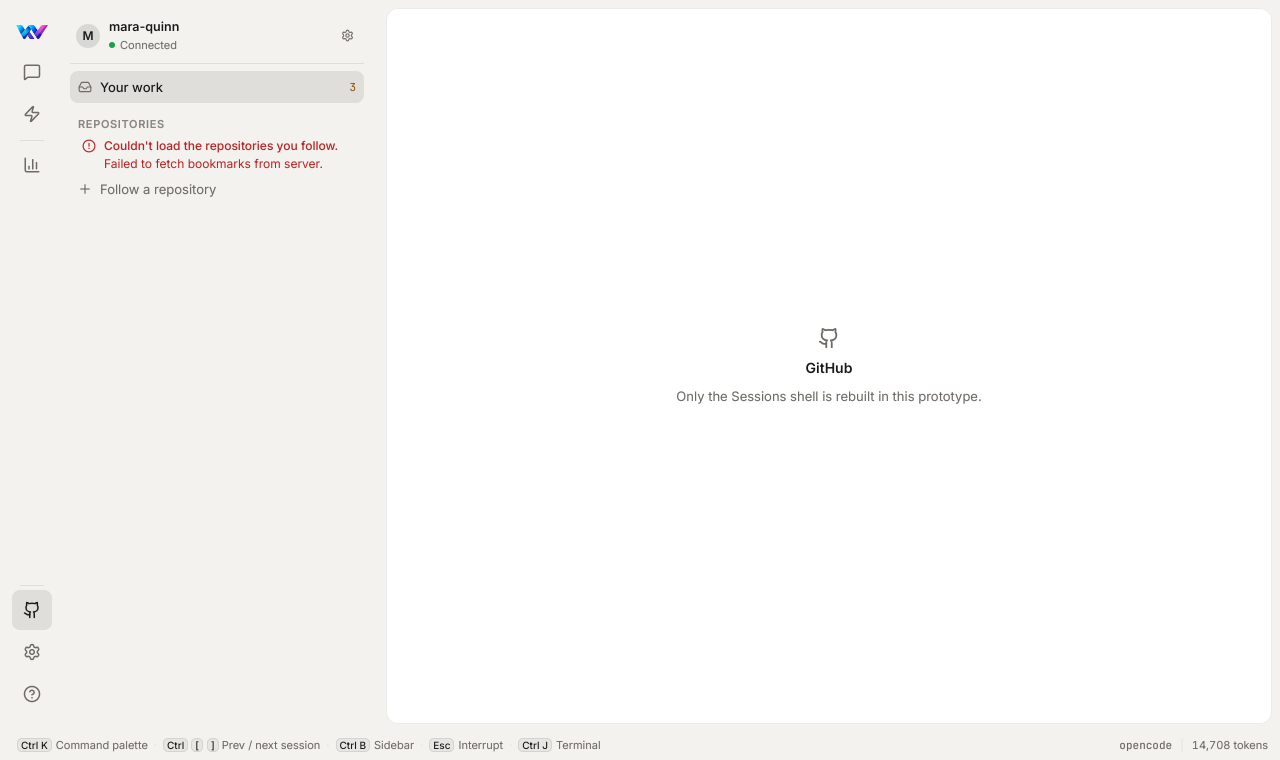 M
mara-quinn
Connected
Your work
3
REPOSITORIES
Couldn't load the repositories you follow.
Failed to fetch bookmarks from server.
Follow a repository
GitHub
Only the Sessions shell is rebuilt in this prototype.
Ctrl K Command palette Ctrl [ ] Prev / next session Ctrl B Sidebar Esc Interrupt Ctrl J Terminal opencode 14,708 tokens